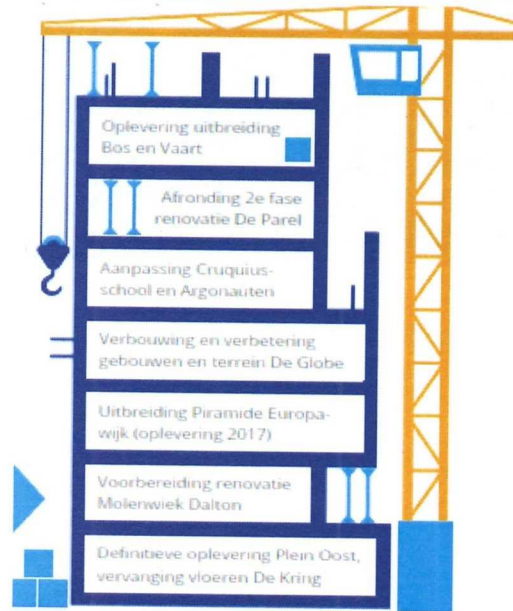 Oplevering uitbreiding
Bos en Vaart
Afronding 2e fase
renovatie De Parel
Aanpassing Cruquius-
school en Argonauten
Verbouwing en verbetering
gebouwen en terrein De Globe
Uitbreiding Piramide Europa-
wijk (oplevering 2017)
Voorbereiding renovatie
Molenwiek Dalton
Definitieve oplevering Plein Oost,
vervanging vloeren De Kring